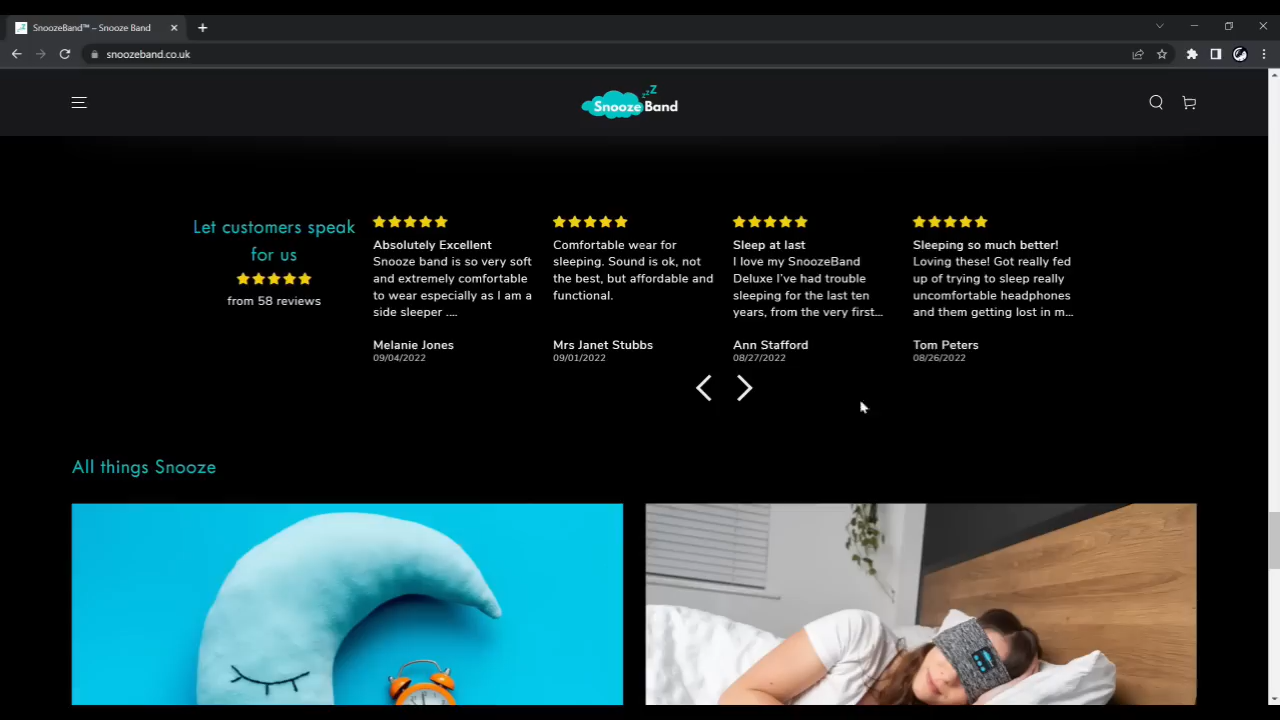 SnoozeBand™ – Snooze Band
snoozeband.co.uk
Snooze Band
z z Z
Let customers speak
for us
from 58 reviews
Absolutely Excellent
Snooze band is so very soft
and extremely comfortable
to wear especially as I am a
side sleeper ....
Melanie Jones
09/04/2022
Comfortable wear for
sleeping. Sound is ok, not
the best, but affordable and
functional.
Mrs Janet Stubbs
09/01/2022
Sleep at last
I love my SnoozeBand
Deluxe I've had trouble
sleeping for the last ten
years, from the very first...
Ann Stafford
08/27/2022
Sleeping so much better!
Loving these! Got really fed
up of trying to sleep really
uncomfortable headphones
and them getting lost in m...
Tom Peters
08/26/2022
All things Snooze